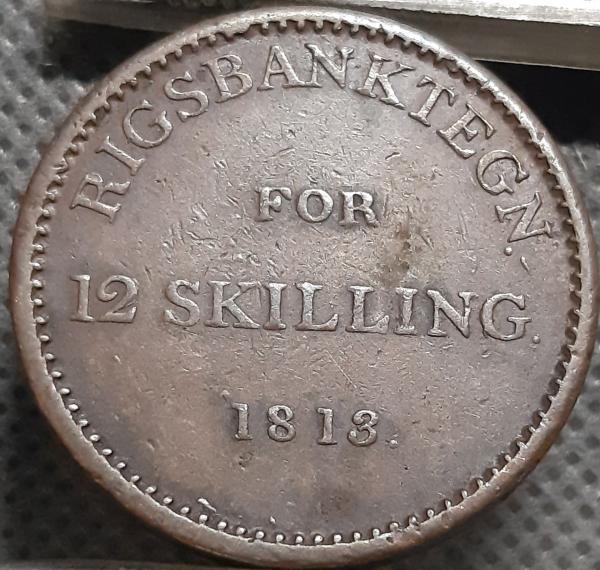 RIGSBANKTEGN.
FOR
12 SKILLING.
1813.